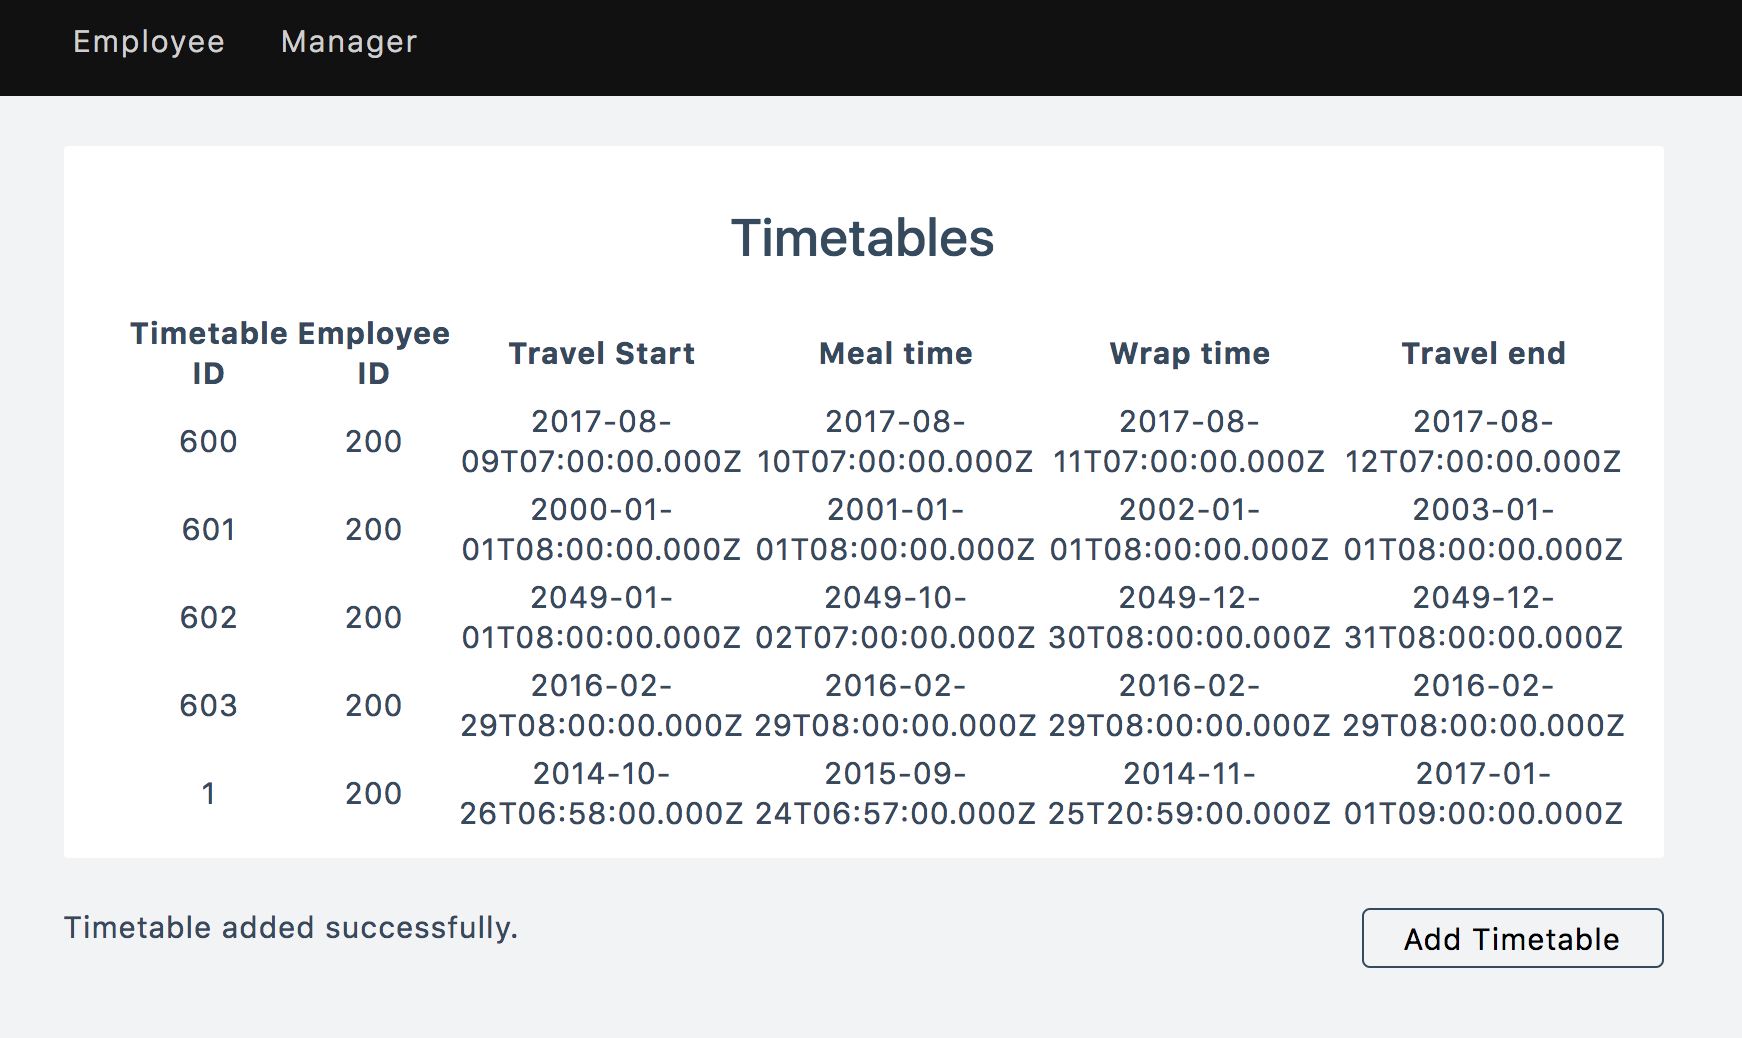 Employee Manager
Timetables
Timetable Employee
ID ID
Travel Start Meal time Wrap time Travel end
2017-08- 2017-08- 2017-08- 2017-08-
600 200
09T07:00:00.000Z 10T07:00:00.000Z 11T07:00:00.000Z 12T07:00:00.000Z
2000-01- 2001-01- 2002-01- 2003-01-
601 200
01T08:00:00.000Z 01T08:00:00.000Z 01T08:00:00.000Z 01T08:00:00.000Z
2049-01- 2049-10- 2049-12- 2049-12-
602 200
01T08:00:00.000Z 02T07:00:00.000Z 30T08:00:00.000Z 31T08:00:00.000Z
2016-02- 2016-02- 2016-02- 2016-02-
603 200
29T08:00:00.000Z 29T08:00:00.000Z 29T08:00:00.000Z 29T08:00:00.000Z
2014-10- 2015-09- 2014-11- 2017-01-
1 200
26T06:58:00.000Z 24T06:57:00.000Z 25T20:59:00.000Z 01T09:00:00.000Z
Timetable added successfully.
Add Timetable